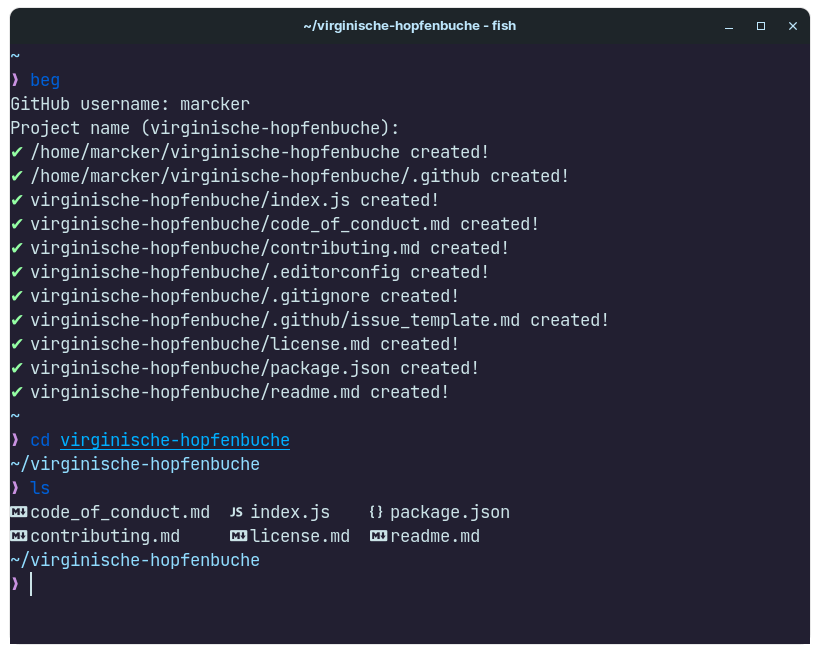 ~/virginische-hopfenbuche - fish
~
❯ beg
GitHub username: marcker
Project name (virginische-hopfenbuche):
✔ /home/marcker/virginische-hopfenbuche created!
✔ /home/marcker/virginische-hopfenbuche/.github created!
✔ virginische-hopfenbuche/index.js created!
✔ virginische-hopfenbuche/code_of_conduct.md created!
✔ virginische-hopfenbuche/contributing.md created!
✔ virginische-hopfenbuche/.editorconfig created!
✔ virginische-hopfenbuche/.gitignore created!
✔ virginische-hopfenbuche/.github/issue_template.md created!
✔ virginische-hopfenbuche/license.md created!
✔ virginische-hopfenbuche/package.json created!
✔ virginische-hopfenbuche/readme.md created!
~
❯ cd virginische-hopfenbuche
~/virginische-hopfenbuche
❯ ls
M↓ code_of_conduct.md JS index.js {} package.json
M↓ contributing.md M↓ license.md M↓ readme.md
~/virginische-hopfenbuche
❯